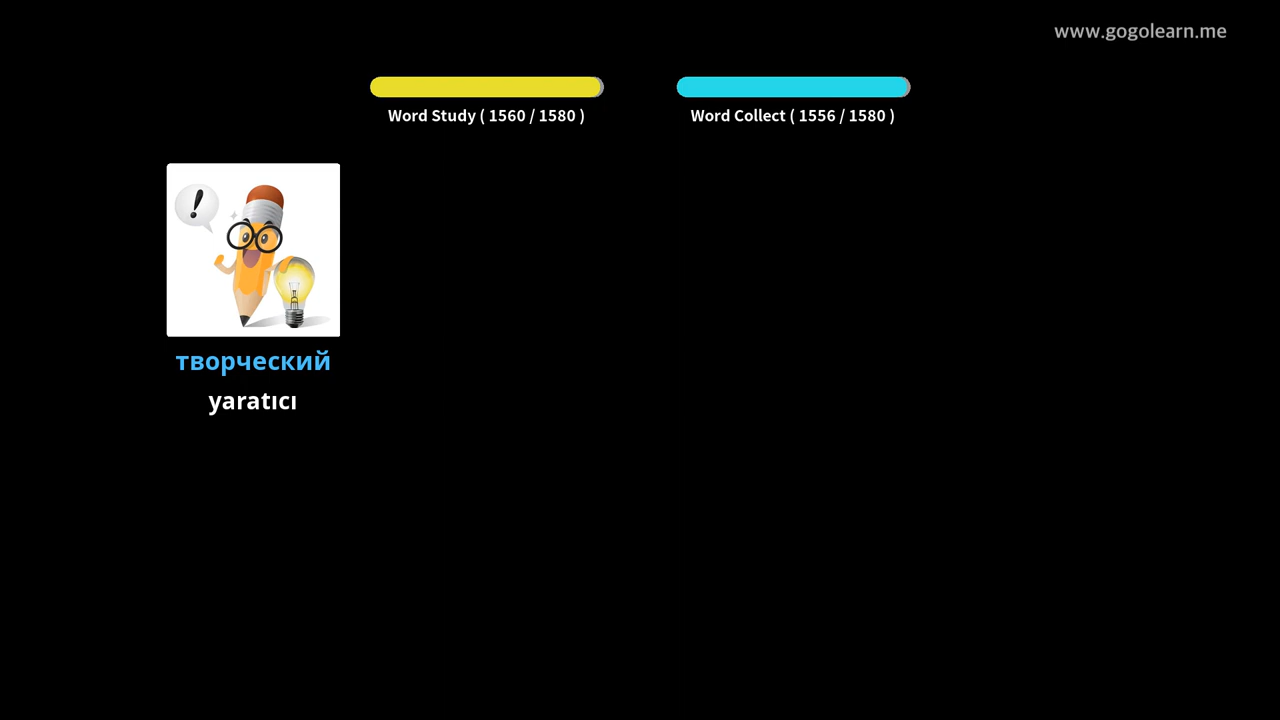 www.gogolearn.me
Word Study ( 1560 / 1580 )
Word Collect ( 1556 / 1580 )
!
творческий
yaratıcı